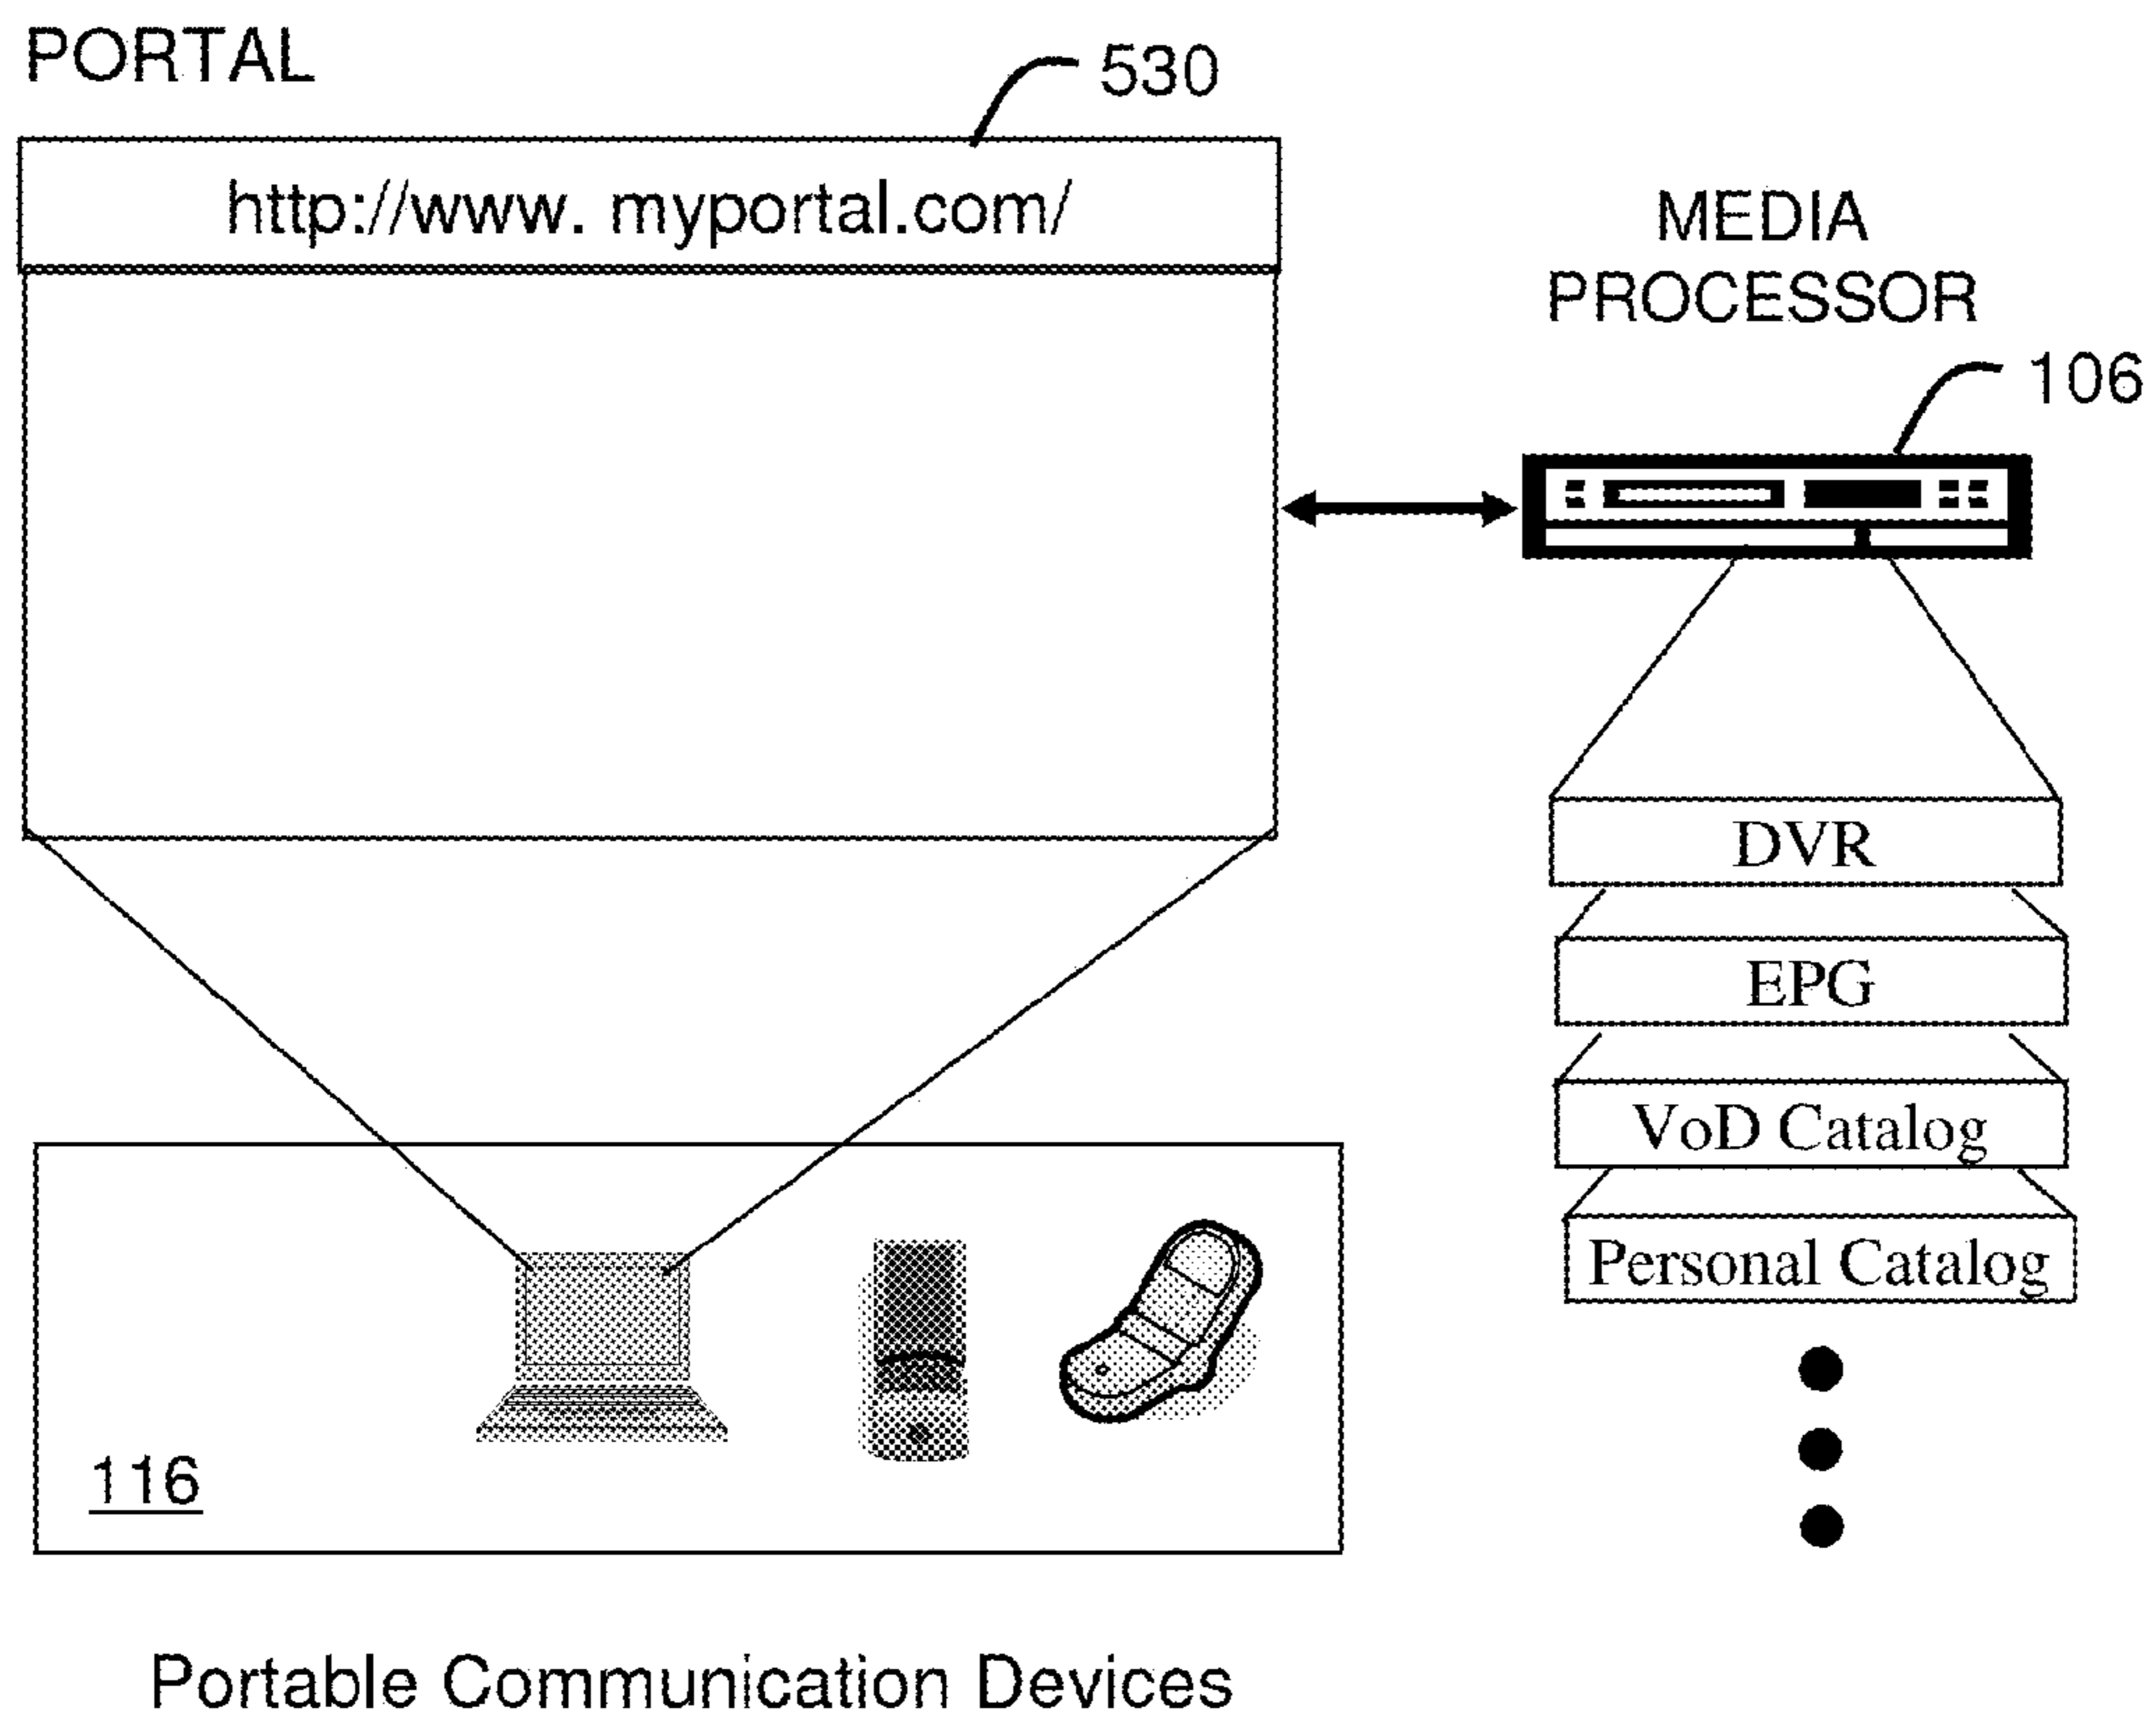 PORTAL
530
http://www. myportal.com/
MEDIA
PROCESSOR
106
DVR
EPG
VoD Catalog
Personal Catalog
116
Portable Communication Devices